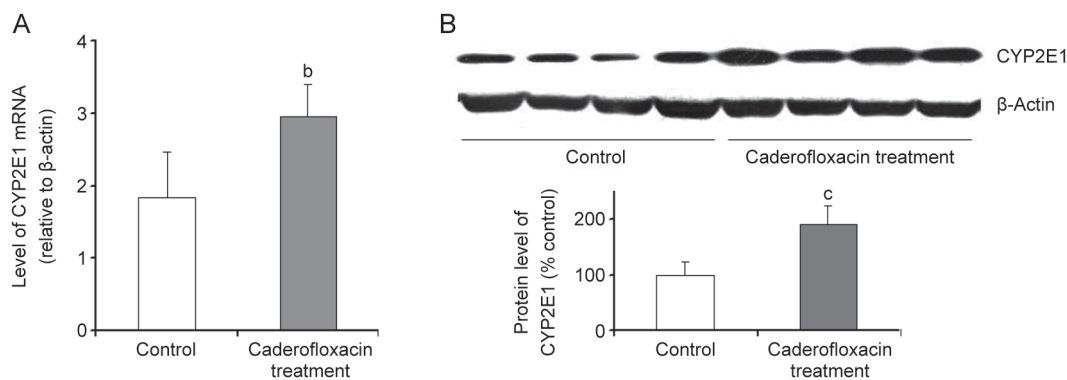 A
Level of CYP2E1 mRNA
(relative to β-actin)
4
3
2
1
0
b
Control
Caderofloxacin
treatment
B
CYP2E1
β-Actin
Control
Caderofloxacin treatment
Protein level of
CYP2E1 (% control)
200
100
0
c
Control
Caderofloxacin
treatment